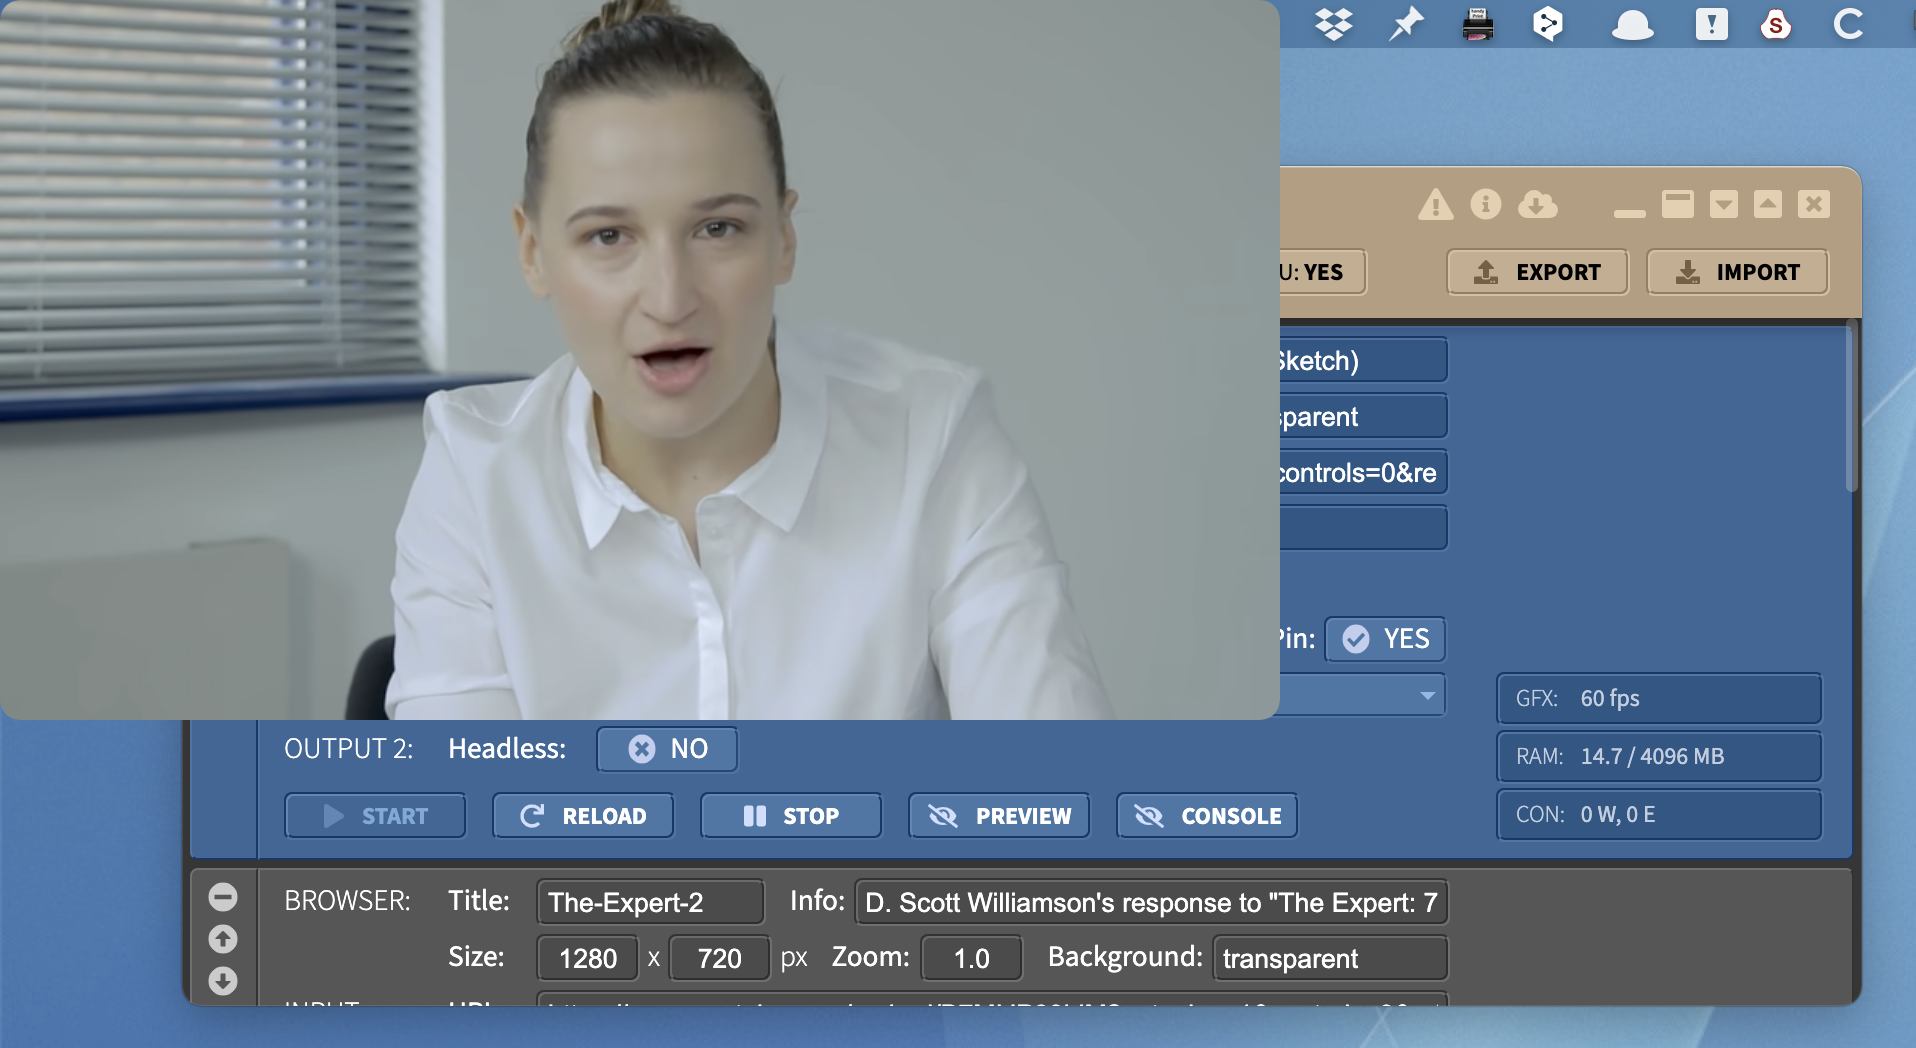 S
U: YES
EXPORT
IMPORT
Sketch)
sparent
controls=0&re
Pin: YES
GFX: 60 fps
OUTPUT 2: Headless: NO
RAM: 14.7 / 4096 MB
START RELOAD STOP PREVIEW CONSOLE
CON: 0 W, 0 E
BROWSER: Title: The-Expert-2 Info: D. Scott Williamson's response to "The Expert: 7
Size: 1280 x 720 px Zoom: 1.0 Background: transparent